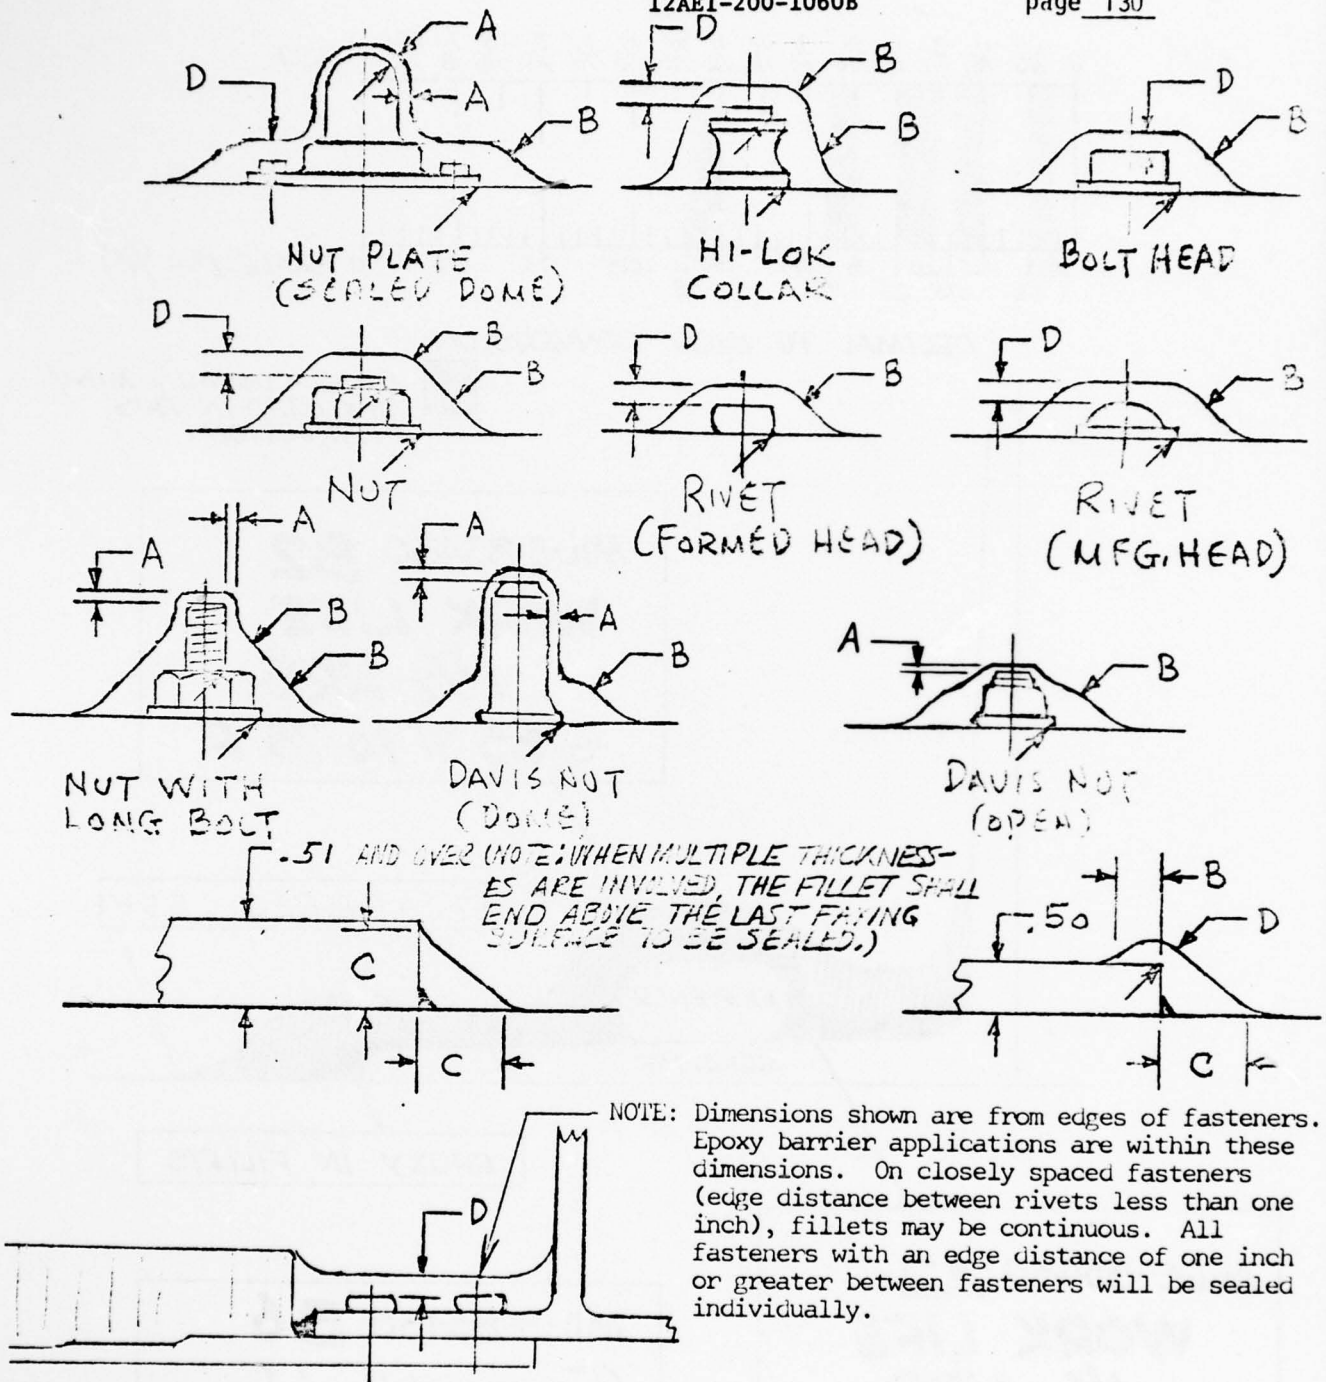 12AET-200-1060B page 130
A
D
A
B
NUT PLATE
(SEALED DOME)
D
B
B
HI-LOK
COLLAR
D
B
BOLT HEAD
D
B
B
NUT
D
B
RIVET
(FORMED HEAD)
D
B
RIVET
(MFG. HEAD)
A
A
B
B
NUT WITH
LONG BOLT
A
A
B
DAVIS NUT
(DOME)
A
B
DAVIS NUT
(OPEN)
.51 AND OVER (NOTE: WHEN MULTIPLE THICKNESS-
ES ARE INVOLVED, THE FILLET SHALL
END ABOVE THE LAST FAYING
SURFACE TO BE SEALED.)
C
C
.50
B
D
C
NOTE: Dimensions shown are from edges of fasteners.
Epoxy barrier applications are within these
dimensions. On closely spaced fasteners
(edge distance between rivets less than one
inch), fillets may be continuous. All
fasteners with an edge distance of one inch
or greater between fasteners will be sealed
individually.
D